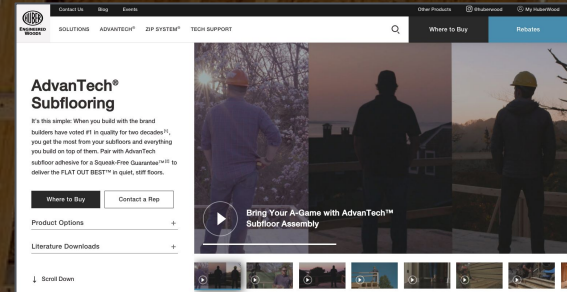 Contact Us Blog Events Other Products @huberwood My HuberWood
HUBER
ENGINEERED
WOODS
SOLUTIONS ADVANTECH® ZIP SYSTEM® TECH SUPPORT Where to Buy Rebates
AdvanTech®
Subflooring
It's this simple: When you build with the brand
builders have voted #1 in quality for two decades[1],
you get the most from your subfloors and everything
you build on top of them. Pair with AdvanTech
subfloor adhesive for a Squeak-Free Guarantee™[2] to
deliver the FLAT OUT BEST™ in quiet, stiff floors.
Where to Buy Contact a Rep
Bring Your A-Game with AdvanTech™
Subfloor Assembly
Product Options +
Literature Downloads +
Scroll Down